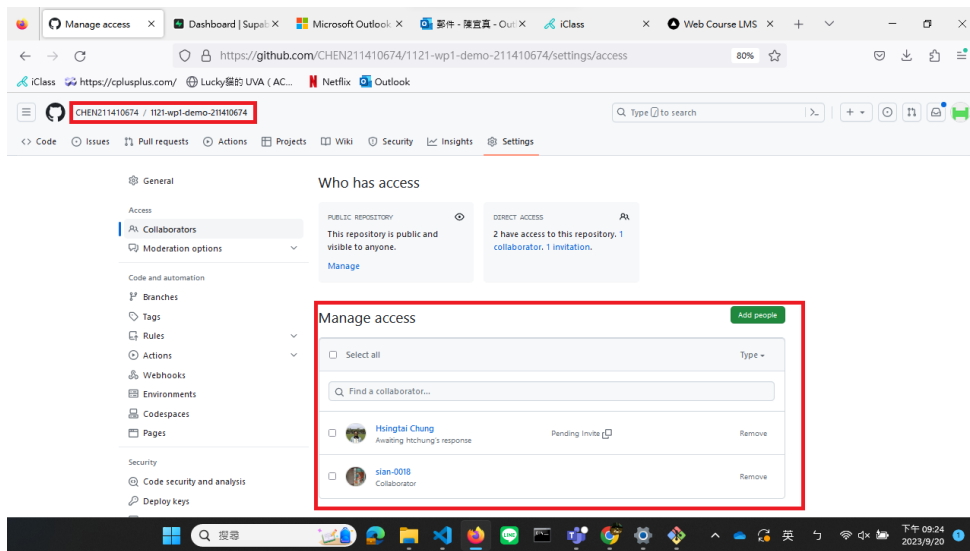 Manage access
Dashboard | Supab
Microsoft Outlook
郵件 - 陳宜真 - Out
iClass
Web Course LMS
https://github.com/CHEN211410674/1121-wp1-demo-211410674/settings/access
80%
iClass
https://cplusplus.com/
Lucky貓的 UVA ( AC...
Netflix
Outlook
CHEN211410674 / 1121-wp1-demo-211410674
Type / to search
Code
Issues
Pull requests
Actions
Projects
Wiki
Security
Insights
Settings
General
Access
Collaborators
Moderation options
Code and automation
Branches
Tags
Rules
Actions
Webhooks
Environments
Codespaces
Pages
Security
Code security and analysis
Deploy keys
Who has access
PUBLIC REPOSITORY
This repository is public and
visible to anyone.
Manage
DIRECT ACCESS
2 have access to this repository. 1
collaborator. 1 invitation.
Manage access
Add people
Select all
Type
Find a collaborator...
Hsingtai Chung
Awaiting htchung's response
Pending Invite
Remove
sian-0018
Collaborator
Remove
搜尋
英
ㄅ
下午 09:24
2023/9/20
1